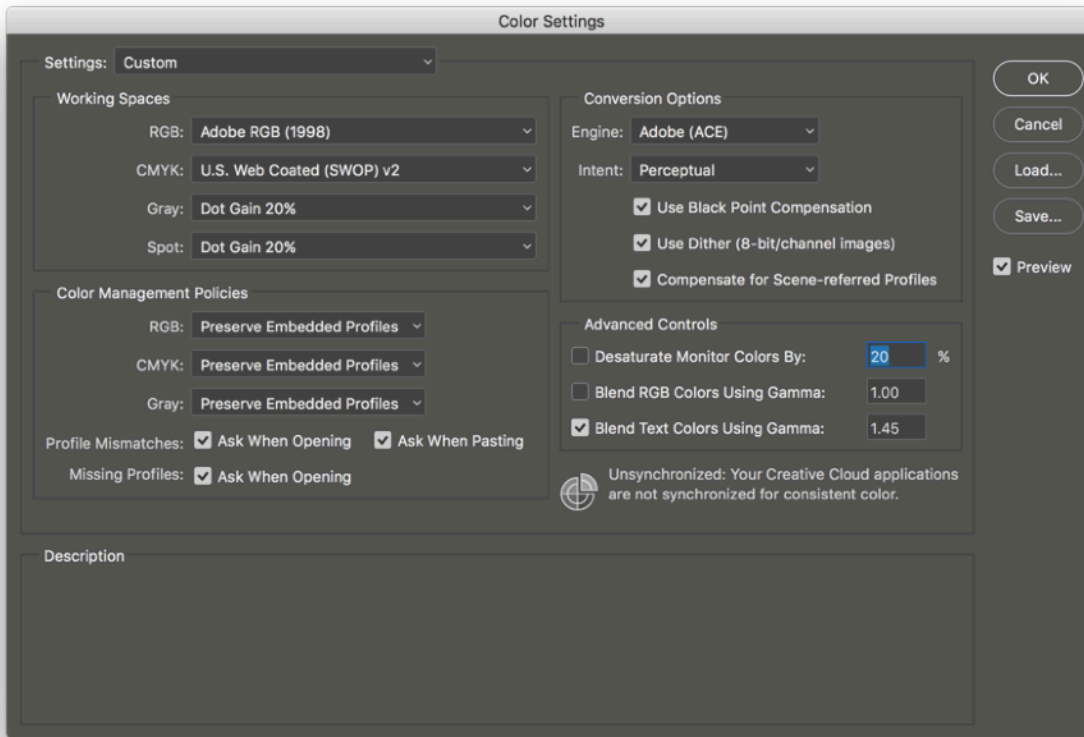 Color Settings
Settings: Custom
Working Spaces
RGB: Adobe RGB (1998)
CMYK: U.S. Web Coated (SWOP) v2
Gray: Dot Gain 20%
Spot: Dot Gain 20%
Color Management Policies
RGB: Preserve Embedded Profiles
CMYK: Preserve Embedded Profiles
Gray: Preserve Embedded Profiles
Profile Mismatches: Ask When Opening Ask When Pasting
Missing Profiles: Ask When Opening
Conversion Options
Engine: Adobe (ACE)
Intent: Perceptual
Use Black Point Compensation
Use Dither (8-bit/channel images)
Compensate for Scene-referred Profiles
Advanced Controls
Desaturate Monitor Colors By: 20 %
Blend RGB Colors Using Gamma: 1.00
Blend Text Colors Using Gamma: 1.45
Unsynchronized: Your Creative Cloud applications
are not synchronized for consistent color.
OK
Cancel
Load...
Save...
Preview
Description